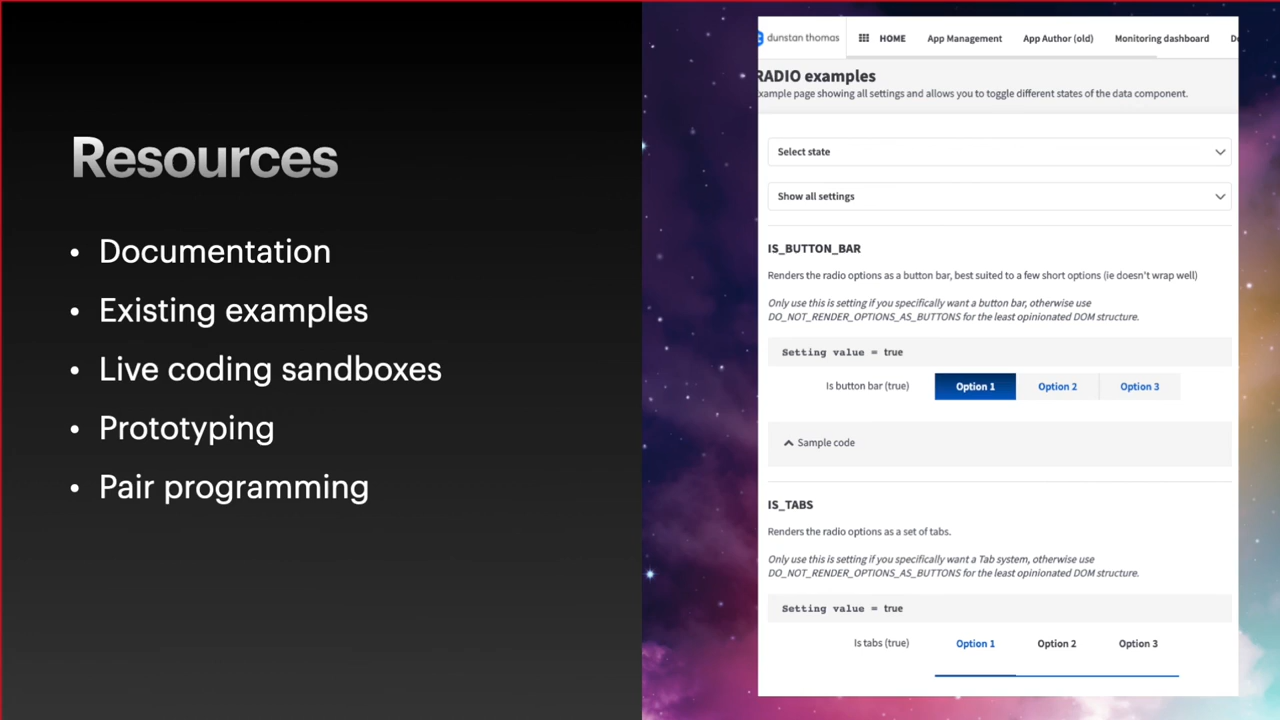 Resources
• Documentation
• Existing examples
• Live coding sandboxes
• Prototyping
• Pair programming
dunstan thomas
HOME
App Management
App Author (old)
Monitoring dashboard
RADIO examples
xample page showing all settings and allows you to toggle different states of the data component.
Select state
Show all settings
IS_BUTTON_BAR
Renders the radio options as a button bar, best suited to a few short options (ie doesn't wrap well)
Only use this is setting if you specifically want a button bar, otherwise use
DO_NOT_RENDER_OPTIONS_AS_BUTTONS for the least opinionated DOM structure.
Setting value = true
Is button bar (true)
Option 1
Option 2
Option 3
Sample code
IS_TABS
Renders the radio options as a set of tabs.
Only use this is setting if you specifically want a Tab system, otherwise use
DO_NOT_RENDER_OPTIONS_AS_BUTTONS for the least opinionated DOM structure.
Setting value = true
Is tabs (true)
Option 1
Option 2
Option 3